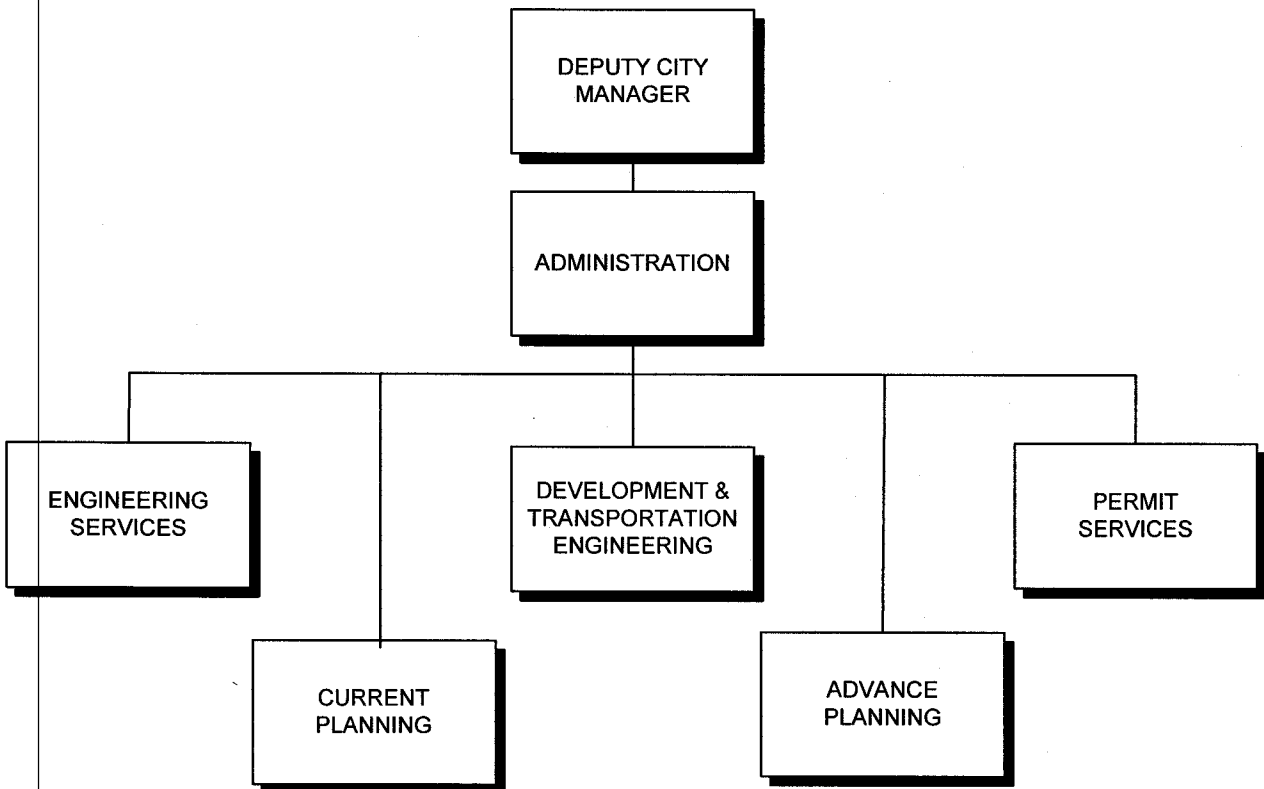 DEPUTY CITY
MANAGER
ADMINISTRATION
ENGINEERING
SERVICES
DEVELOPMENT &
TRANSPORTATION
ENGINEERING
PERMIT
SERVICES
CURRENT
PLANNING
ADVANCE
PLANNING